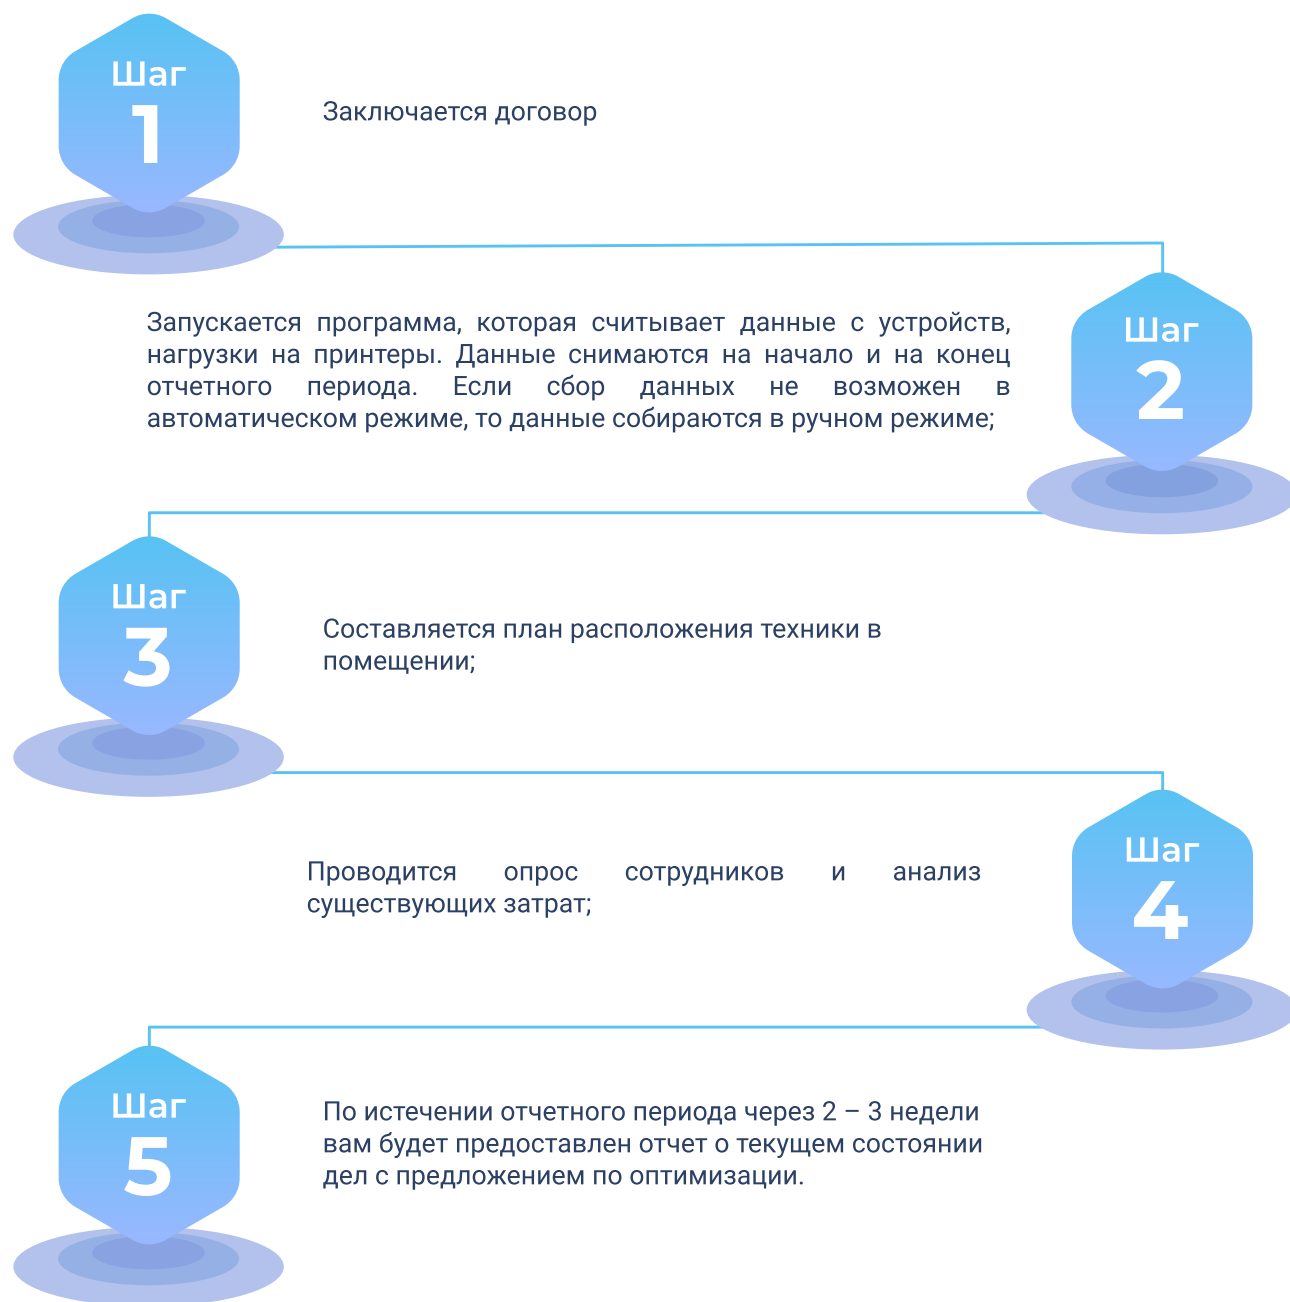 Шаг
1
Заключается договор
Шаг
2
Запускается программа, которая считывает данные с устройств,
нагрузки на принтеры. Данные снимаются на начало и на конец
отчетного периода. Если сбор данных не возможен в
автоматическом режиме, то данные собираются в ручном режиме;
Шаг
3
Составляется план расположения техники в
помещении;
Шаг
4
Проводится опрос сотрудников и анализ
существующих затрат;
Шаг
5
По истечении отчетного периода через 2 – 3 недели
вам будет предоставлен отчет о текущем состоянии
дел с предложением по оптимизации.